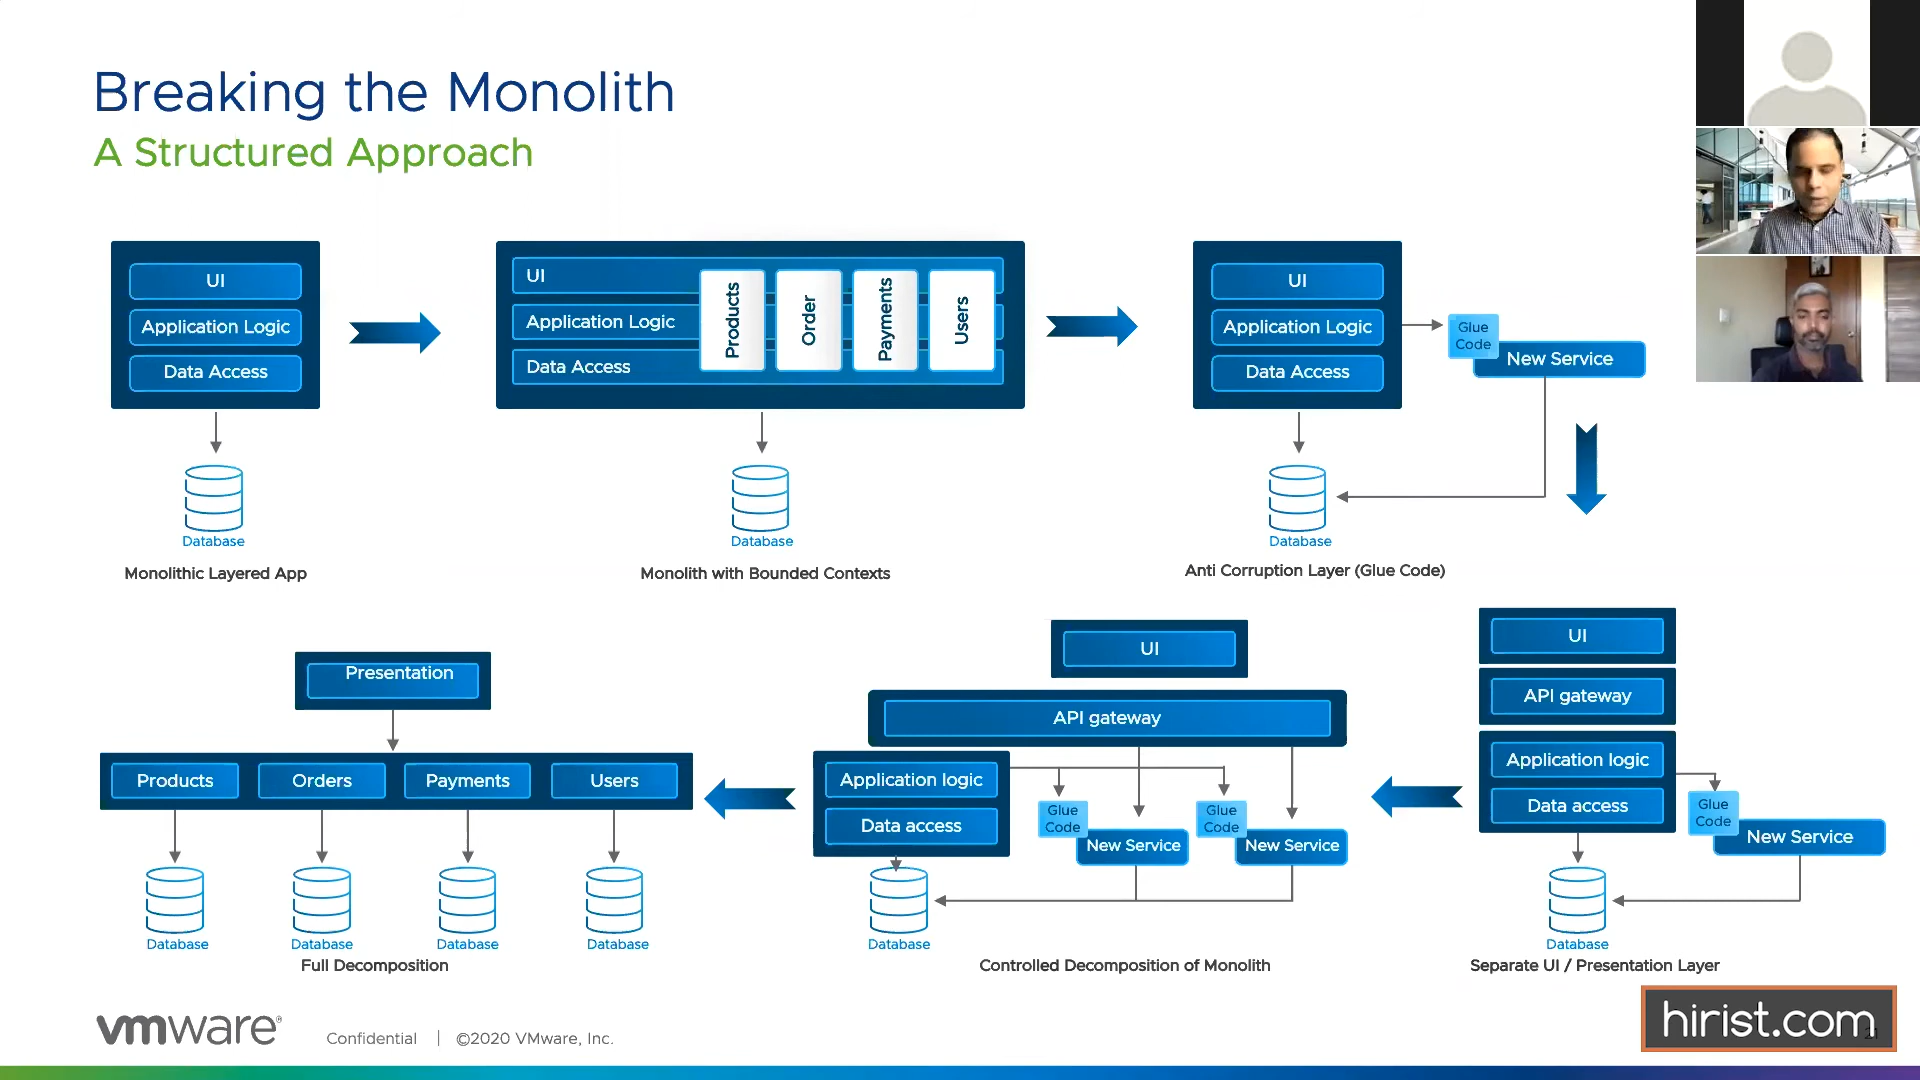 Breaking the Monolith
A Structured Approach
UI
Application Logic
Data Access
Database
Monolithic Layered App
UI
Application Logic
Data Access
Products
Order
Payments
Users
Database
Monolith with Bounded Contexts
UI
Application Logic
Data Access
Glue
Code
New Service
Database
Anti Corruption Layer (Glue Code)
UI
API gateway
Application logic
Data access
Glue
Code
New Service
Database
Separate UI / Presentation Layer
UI
API gateway
Application logic
Data access
Glue
Code
New Service
Glue
Code
New Service
Database
Controlled Decomposition of Monolith
Presentation
Products
Orders
Payments
Users
Database
Database
Database
Database
Full Decomposition
vmware®
Confidential | ©2020 VMware, Inc.
hirist.com